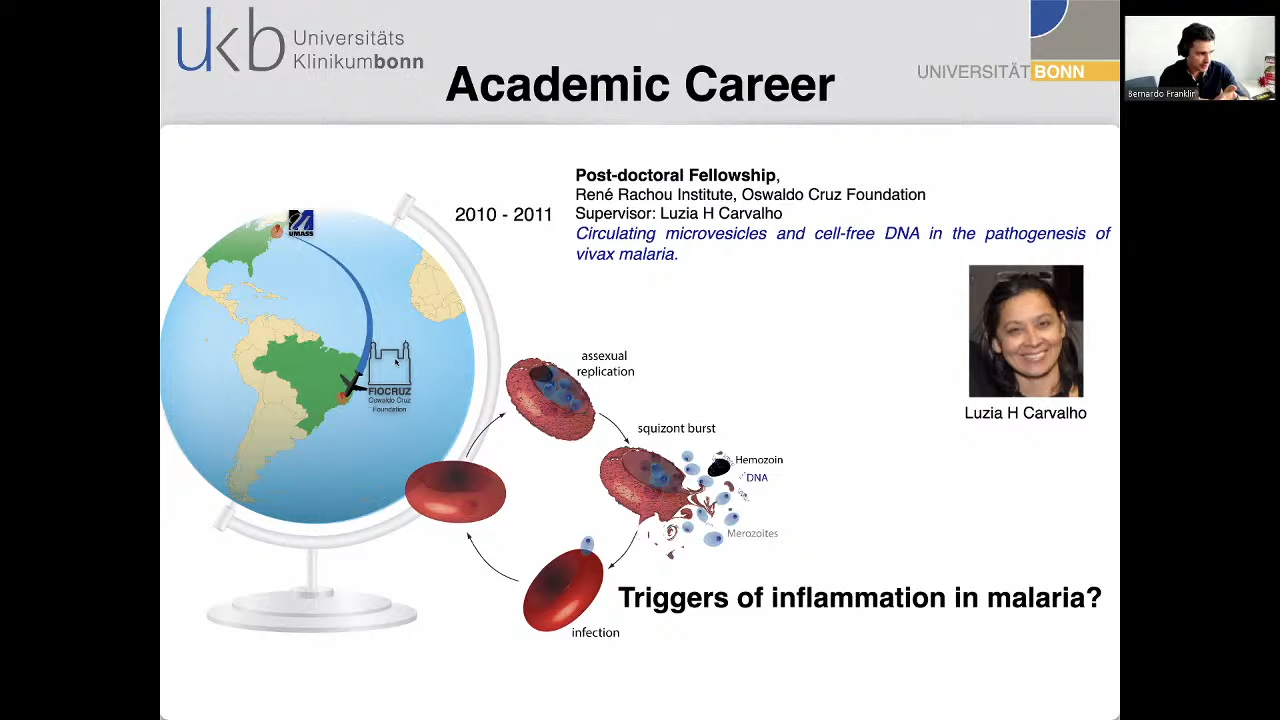 ukb Universitäts
Klinikumbonn
Academic Career
UNIVERSITÄT BONN
Bernardo Franklin
Post-doctoral Fellowship,
2010 - 2011
René Rachou Institute, Oswaldo Cruz Foundation
Supervisor: Luzia H Carvalho
Circulating microvesicles and cell-free DNA in the pathogenesis of
vivax malaria.
UMASS
FIOCRUZ
Oswaldo Cruz
Foundation
Luzia H Carvalho
assexual
replication
squizont burst
Hemozoin
DNA
Merozoites
Triggers of inflammation in malaria?
infection